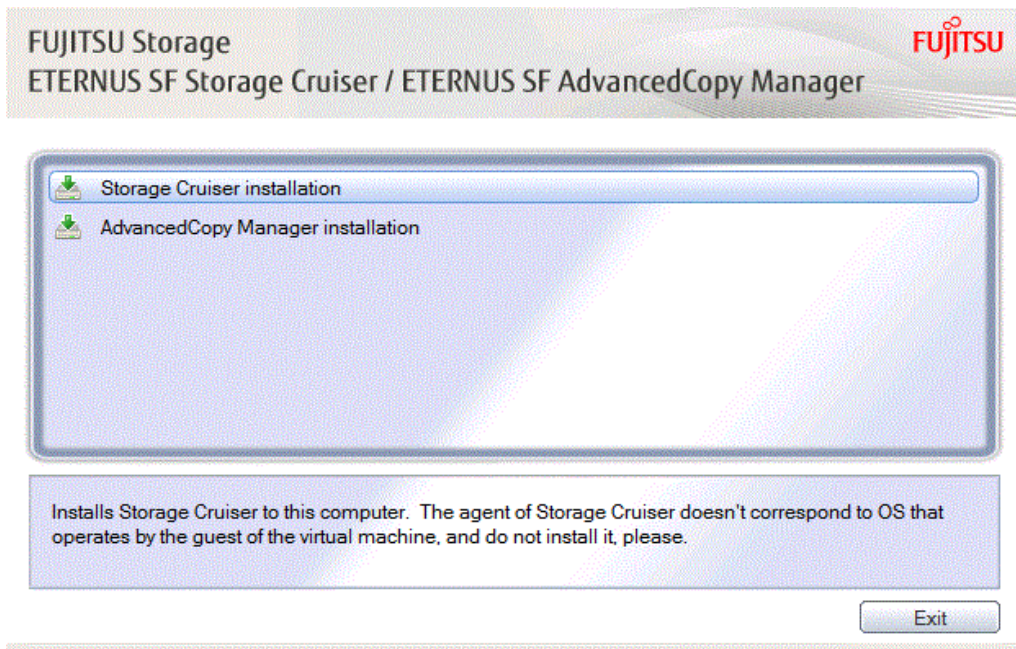 FUJITSU Storage
FUJITSU
ETERNUS SF Storage Cruiser / ETERNUS SF AdvancedCopy Manager
Storage Cruiser installation
AdvancedCopy Manager installation
Installs Storage Cruiser to this computer.  The agent of Storage Cruiser doesn't correspond to OS that
operates by the guest of the virtual machine, and do not install it, please.
Exit